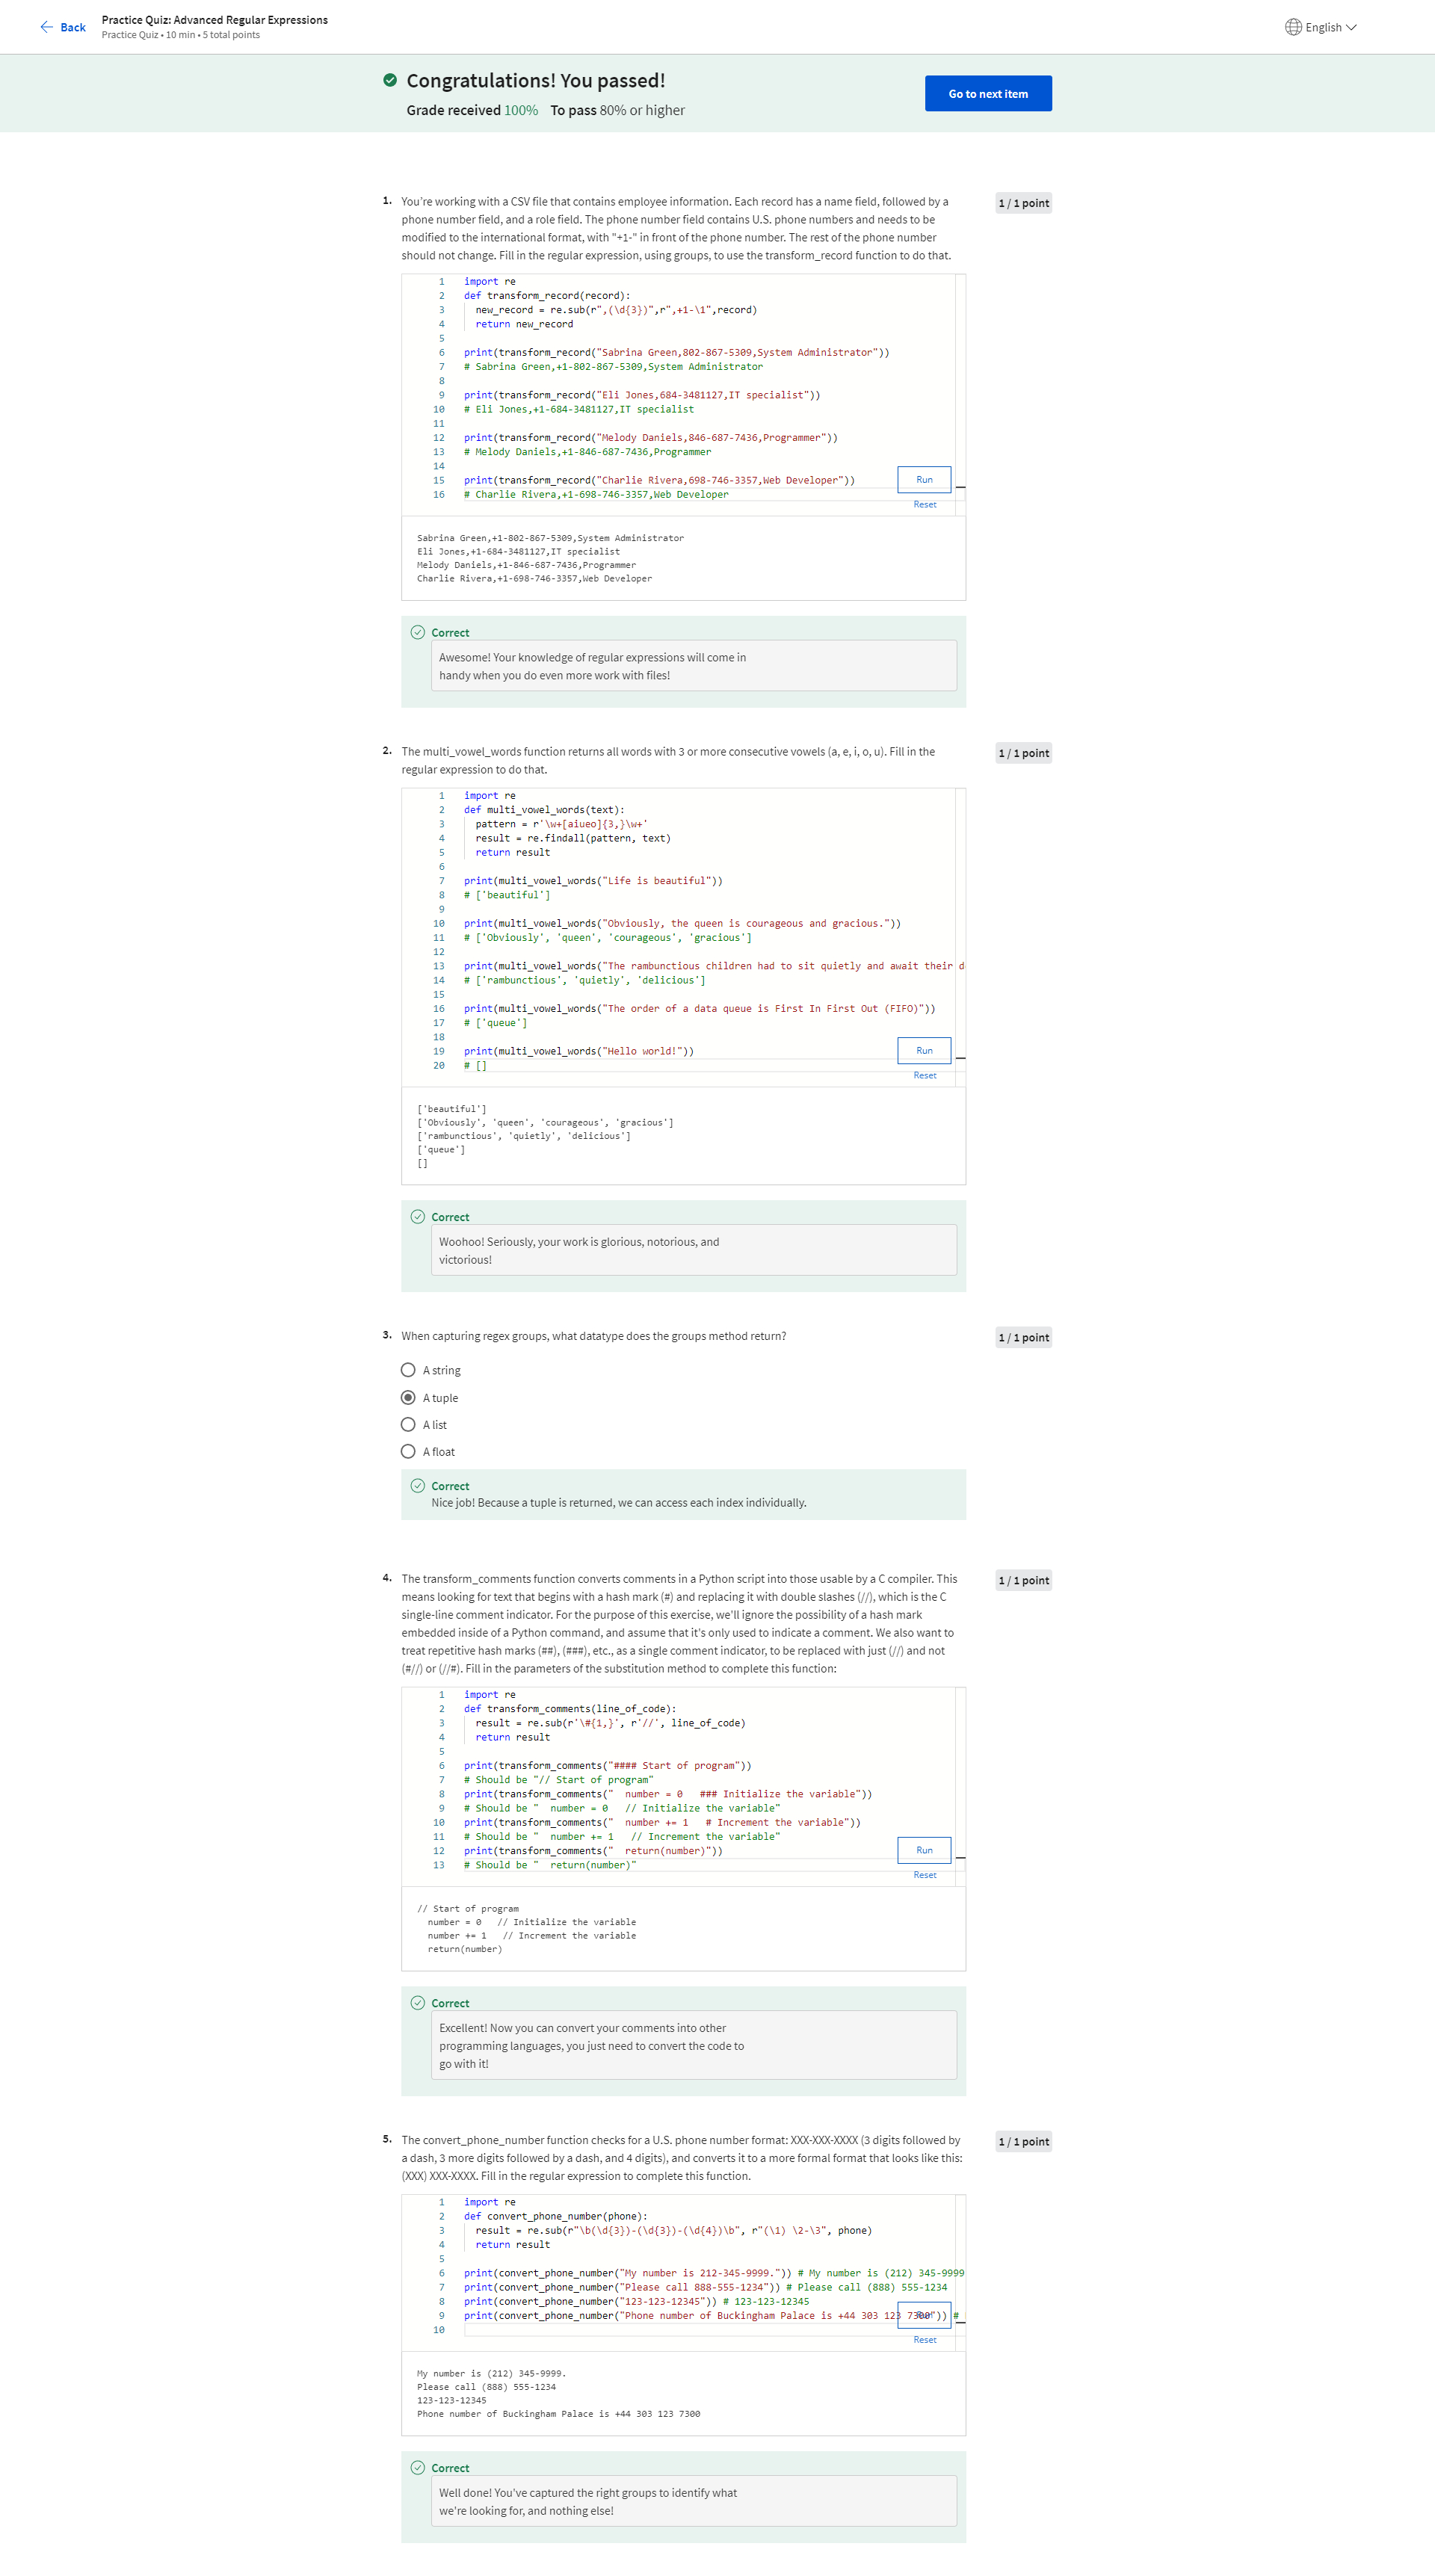 Back
Practice Quiz: Advanced Regular Expressions
Practice Quiz • 10 min • 5 total points
English
Congratulations! You passed!
Grade received 100% To pass 80% or higher
Go to next item
1. You're working with a CSV file that contains employee information. Each record has a name field, followed by a
phone number field, and a role field. The phone number field contains U.S. phone numbers and needs to be
modified to the international format, with "+1-" in front of the phone number. The rest of the phone number
should not change. Fill in the regular expression, using groups, to use the transform_record function to do that.
1 / 1 point
1 import re
2 def transform_record(record):
3   new_record = re.sub(r",(\d{3})",r",+1-\1",record)
4   return new_record
5
6 print(transform_record("Sabrina Green,802-867-5309,System Administrator"))
7 # Sabrina Green,+1-802-867-5309,System Administrator
8
9 print(transform_record("Eli Jones,684-3481127,IT specialist"))
10 # Eli Jones,+1-684-3481127,IT specialist
11
12 print(transform_record("Melody Daniels,846-687-7436,Programmer"))
13 # Melody Daniels,+1-846-687-7436,Programmer
14
15 print(transform_record("Charlie Rivera,698-746-3357,Web Developer"))
16 # Charlie Rivera,+1-698-746-3357,Web Developer
Run
Reset
Sabrina Green,+1-802-867-5309,System Administrator
Eli Jones,+1-684-3481127,IT specialist
Melody Daniels,+1-846-687-7436,Programmer
Charlie Rivera,+1-698-746-3357,Web Developer
Correct
Awesome! Your knowledge of regular expressions will come in
handy when you do even more work with files!
2. The multi_vowel_words function returns all words with 3 or more consecutive vowels (a, e, i, o, u). Fill in the
regular expression to do that.
1 / 1 point
1 import re
2 def multi_vowel_words(text):
3   pattern = r'\w+[aiueo]{3,}\w+'
4   result = re.findall(pattern, text)
5   return result
6
7 print(multi_vowel_words("Life is beautiful"))
8 # ['beautiful']
9
10 print(multi_vowel_words("Obviously, the queen is courageous and gracious."))
11 # ['Obviously', 'queen', 'courageous', 'gracious']
12
13 print(multi_vowel_words("The rambunctious children had to sit quietly and await their d
14 # ['rambunctious', 'quietly', 'delicious']
15
16 print(multi_vowel_words("The order of a data queue is First In First Out (FIFO)"))
17 # ['queue']
18
19 print(multi_vowel_words("Hello world!"))
20 # []
Run
Reset
['beautiful']
['Obviously', 'queen', 'courageous', 'gracious']
['rambunctious', 'quietly', 'delicious']
['queue']
[]
Correct
Woohoo! Seriously, your work is glorious, notorious, and
victorious!
3. When capturing regex groups, what datatype does the groups method return?
1 / 1 point
A string
A tuple
A list
A float
Correct
Nice job! Because a tuple is returned, we can access each index individually.
4. The transform_comments function converts comments in a Python script into those usable by a C compiler. This
means looking for text that begins with a hash mark (#) and replacing it with double slashes (//), which is the C
single-line comment indicator. For the purpose of this exercise, we'll ignore the possibility of a hash mark
embedded inside of a Python command, and assume that it's only used to indicate a comment. We also want to
treat repetitive hash marks (##), (###), etc., as a single comment indicator, to be replaced with just (//) and not
(#//) or (//#). Fill in the parameters of the substitution method to complete this function:
1 / 1 point
1 import re
2 def transform_comments(line_of_code):
3   result = re.sub(r'\#{1,}', r'//', line_of_code)
4   return result
5
6 print(transform_comments("#### Start of program"))
7 # Should be "// Start of program"
8 print(transform_comments("  number = 0   ### Initialize the variable"))
9 # Should be "  number = 0   // Initialize the variable"
10 print(transform_comments("  number += 1   # Increment the variable"))
11 # Should be "  number += 1   // Increment the variable"
12 print(transform_comments("  return(number)"))
13 # Should be "  return(number)"
Run
Reset
// Start of program
  number = 0   // Initialize the variable
  number += 1   // Increment the variable
  return(number)
Correct
Excellent! Now you can convert your comments into other
programming languages, you just need to convert the code to
go with it!
5. The convert_phone_number function checks for a U.S. phone number format: XXX-XXX-XXXX (3 digits followed by
a dash, 3 more digits followed by a dash, and 4 digits), and converts it to a more formal format that looks like this:
(XXX) XXX-XXXX. Fill in the regular expression to complete this function.
1 / 1 point
1 import re
2 def convert_phone_number(phone):
3   result = re.sub(r"\b(\d{3})-(\d{3})-(\d{4})\b", r"(\1) \2-\3", phone)
4   return result
5
6 print(convert_phone_number("My number is 212-345-9999.")) # My number is (212) 345-9999
7 print(convert_phone_number("Please call 888-555-1234")) # Please call (888) 555-1234
8 print(convert_phone_number("123-123-12345")) # 123-123-12345
9 print(convert_phone_number("Phone number of Buckingham Palace is +44 303 123 7300")) #
10
Run
Reset
My number is (212) 345-9999.
Please call (888) 555-1234
123-123-12345
Phone number of Buckingham Palace is +44 303 123 7300
Correct
Well done! You've captured the right groups to identify what
we're looking for, and nothing else!